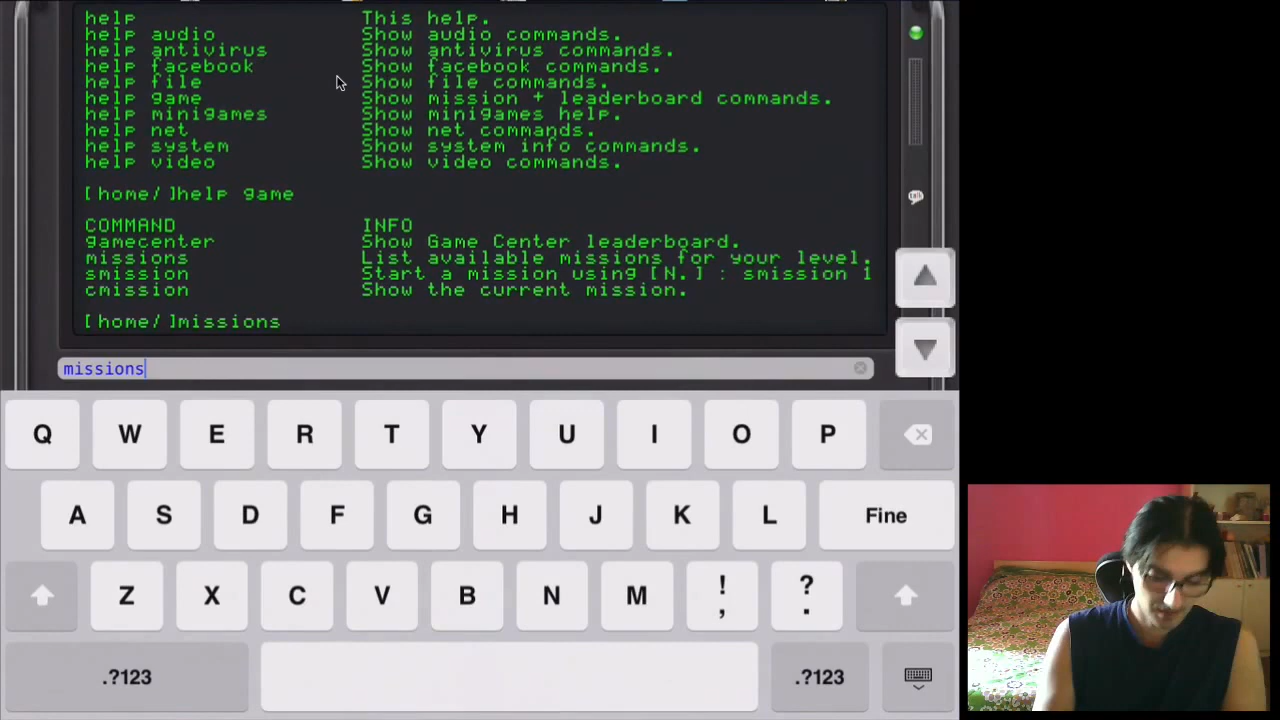 help This help.
help audio Show audio commands.
help antivirus Show antivirus commands.
help facebook Show facebook commands.
help file Show file commands.
help game Show mission + leaderboard commands.
help minigames Show minigames help.
help net Show net commands.
help system Show system info commands.
help video Show video commands.
[home/]help game
COMMAND INFO
gamecenter Show Game Center leaderboard.
missions List available missions for your level.
smission Start a mission using [N.] : smission 1
cmission Show the current mission.
[home/]missions
talk
missions
Q W E R T Y U I O P
A S D F G H J K L Fine
Z X C V B N M ! , ? .
.?123 .?123